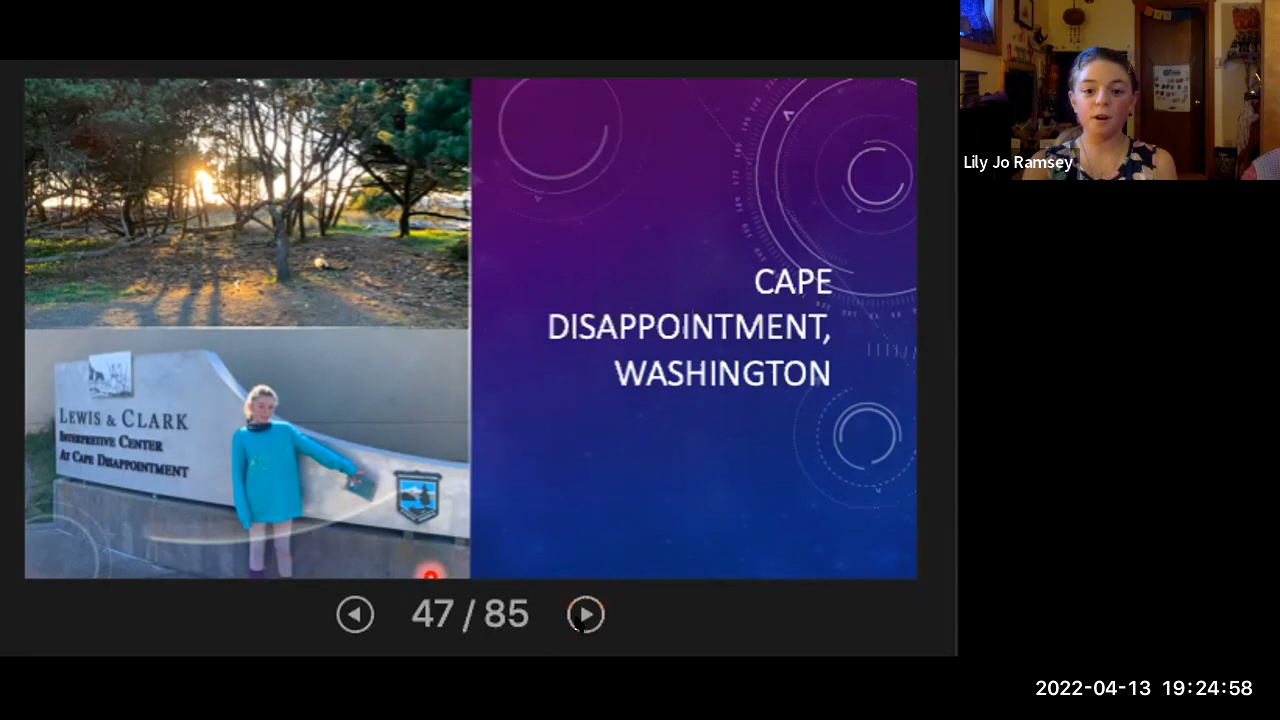 Lily Jo Ramsey
CAPE
DISAPPOINTMENT,
WASHINGTON
LEWIS & CLARK
INTERPRETIVE CENTER
AT CAPE DISAPPOINTMENT
47 / 85
2022-04-13 19:24:58